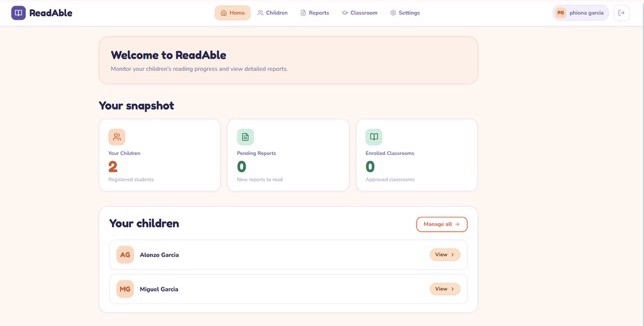 ReadAble
Home
Children
Reports
Classroom
Settings
PG
phiona garcia
Welcome to ReadAble
Monitor your children's reading progress and view detailed reports.
Your snapshot
Your Children
2
Registered students
Pending Reports
0
New reports to read
Enrolled Classrooms
0
Approved classrooms
Your children
Manage all
AG
Alonzo Garcia
View
MG
Miguel Garcia
View